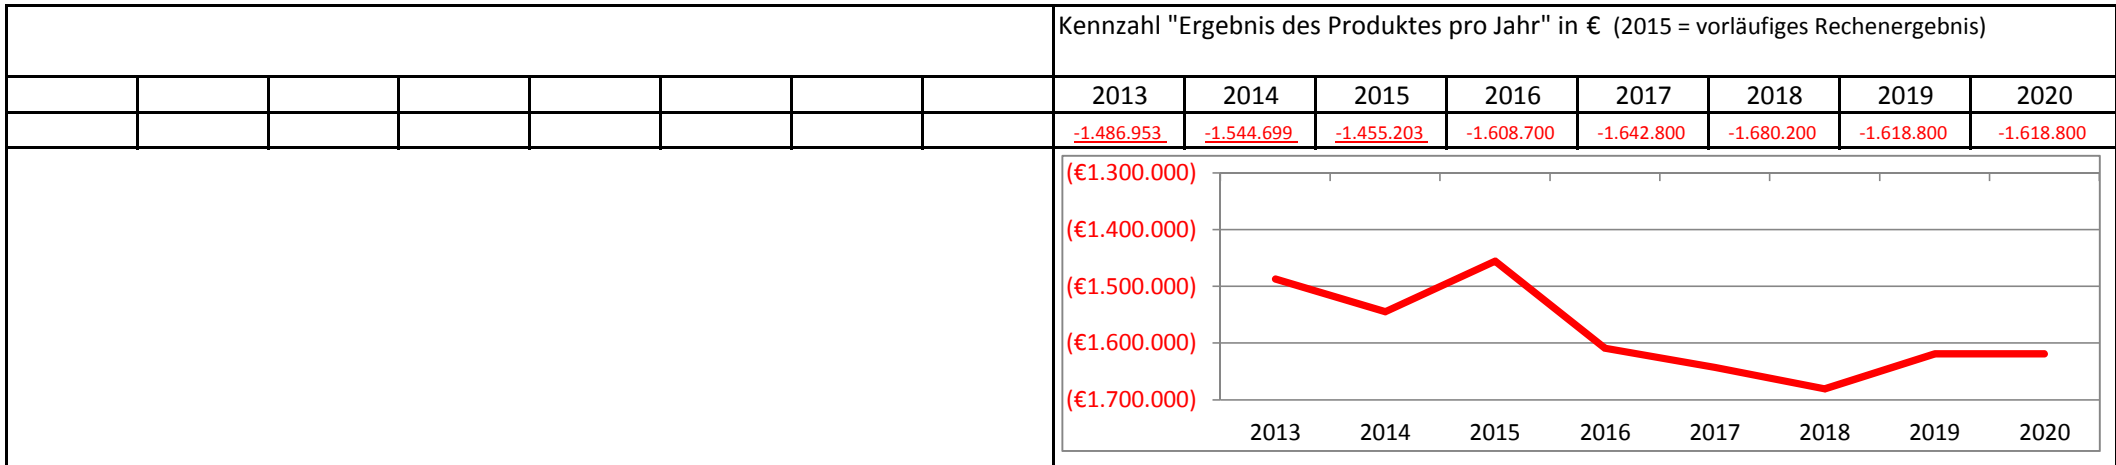 Kennzahl "Ergebnis des Produktes pro Jahr" in € (2015 = vorläufiges Rechenergebnis)
2013 2014 2015 2016 2017 2018 2019 2020
-1.486.953 -1.544.699 -1.455.203 -1.608.700 -1.642.800 -1.680.200 -1.618.800 -1.618.800
(€1.300.000)
(€1.400.000)
(€1.500.000)
(€1.600.000)
(€1.700.000)
2013 2014 2015 2016 2017 2018 2019 2020